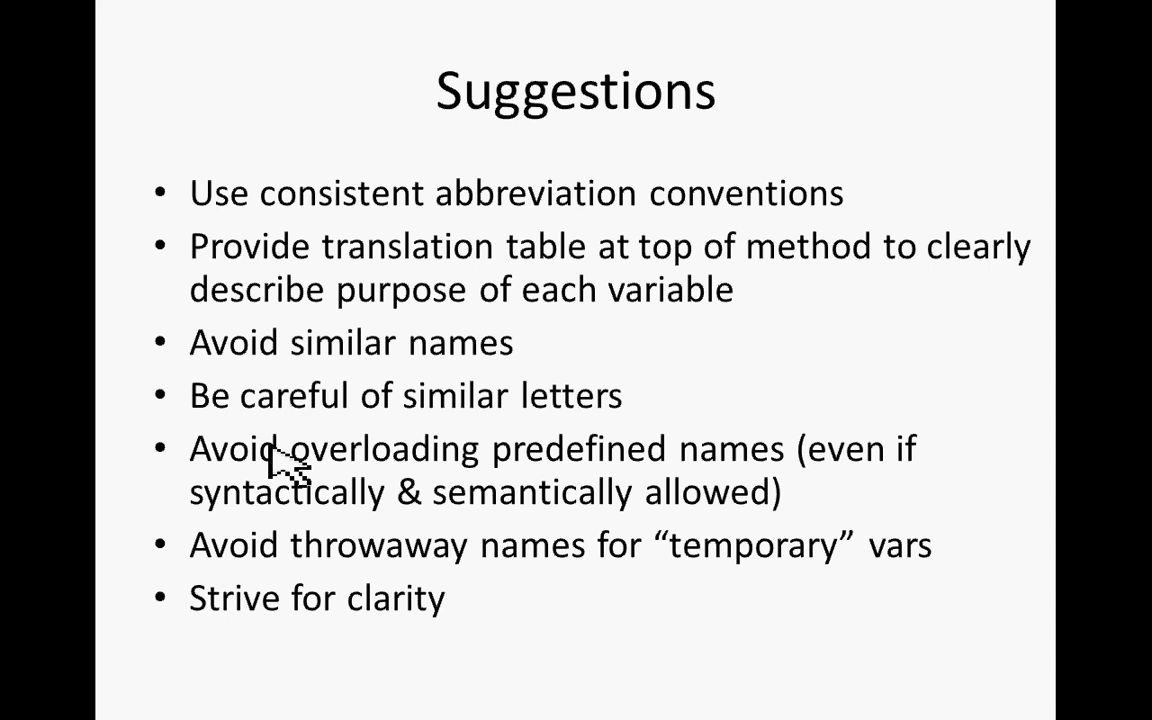 Suggestions
• Use consistent abbreviation conventions
• Provide translation table at top of method to clearly
describe purpose of each variable
• Avoid similar names
• Be careful of similar letters
• Avoid overloading predefined names (even if
syntactically & semantically allowed)
• Avoid throwaway names for “temporary” vars
• Strive for clarity